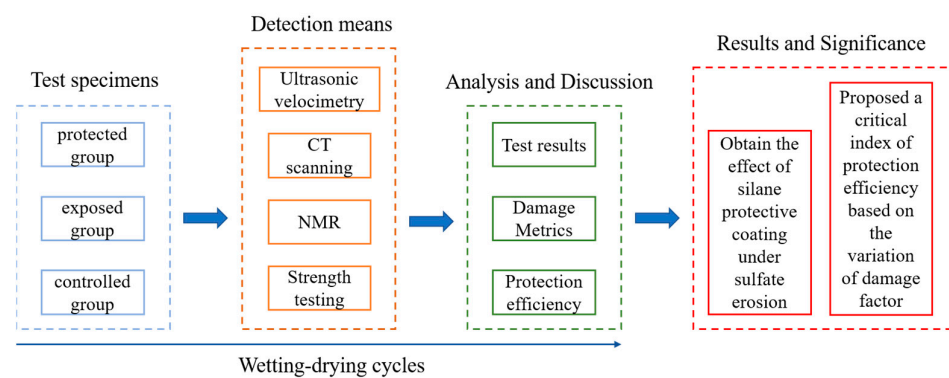 Test specimens
protected
group
exposed
group
controlled
group
Detection means
Ultrasonic
velocimetry
CT
scanning
NMR
Strength
testing
Analysis and Discussion
Test results
Damage
Metrics
Protection
efficiency
Results and Significance
Obtain the
effect of
silane
protective
coating
under
sulfate
erosion
Proposed a
critical
index of
protection
efficiency
based on
the
variation
of damage
factor
Wetting-drying cycles